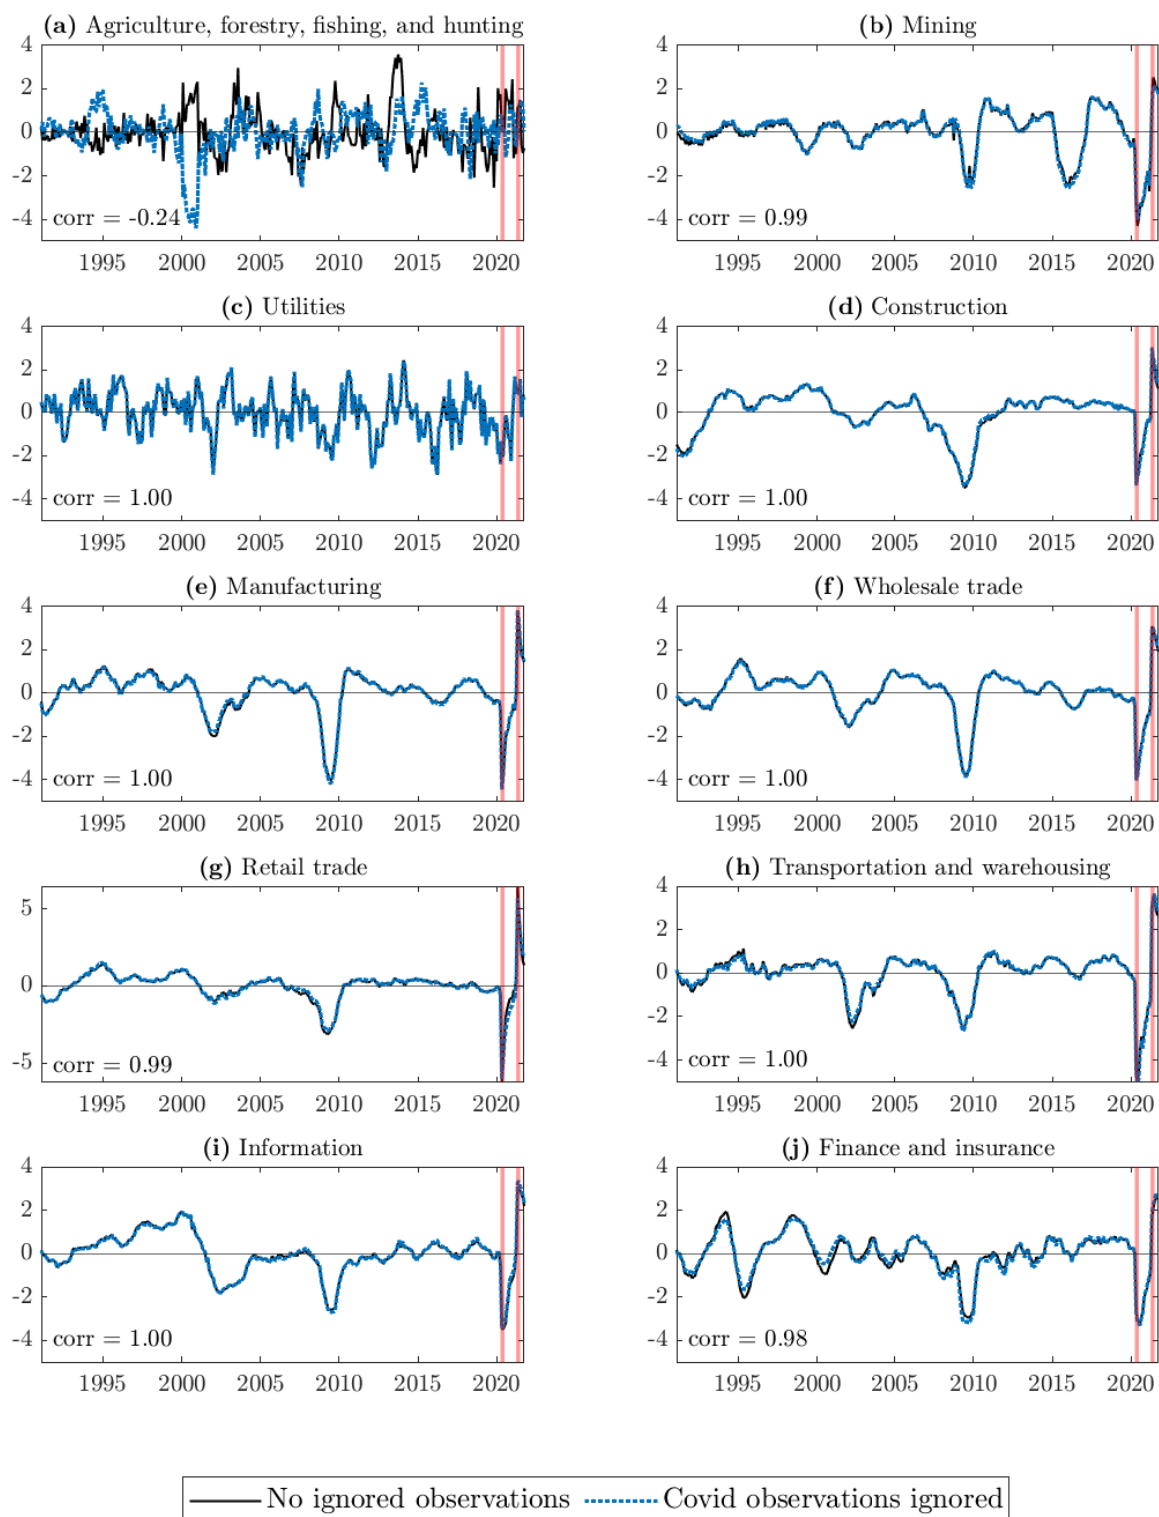 (a) Agriculture, forestry, fishing, and hunting
4
2
0
-2
-4
corr = -0.24
1995 2000 2005 2010 2015 2020
(b) Mining
4
2
0
-2
-4
corr = 0.99
1995 2000 2005 2010 2015 2020
(c) Utilities
4
2
0
-2
-4
corr = 1.00
1995 2000 2005 2010 2015 2020
(d) Construction
4
2
0
-2
-4
corr = 1.00
1995 2000 2005 2010 2015 2020
(e) Manufacturing
4
2
0
-2
-4
corr = 1.00
1995 2000 2005 2010 2015 2020
(f) Wholesale trade
4
2
0
-2
-4
corr = 1.00
1995 2000 2005 2010 2015 2020
(g) Retail trade
5
0
-5
corr = 0.99
1995 2000 2005 2010 2015 2020
(h) Transportation and warehousing
4
2
0
-2
-4
corr = 1.00
1995 2000 2005 2010 2015 2020
(i) Information
4
2
0
-2
-4
corr = 1.00
1995 2000 2005 2010 2015 2020
(j) Finance and insurance
4
2
0
-2
-4
corr = 0.98
1995 2000 2005 2010 2015 2020
No ignored observations Covid observations ignored